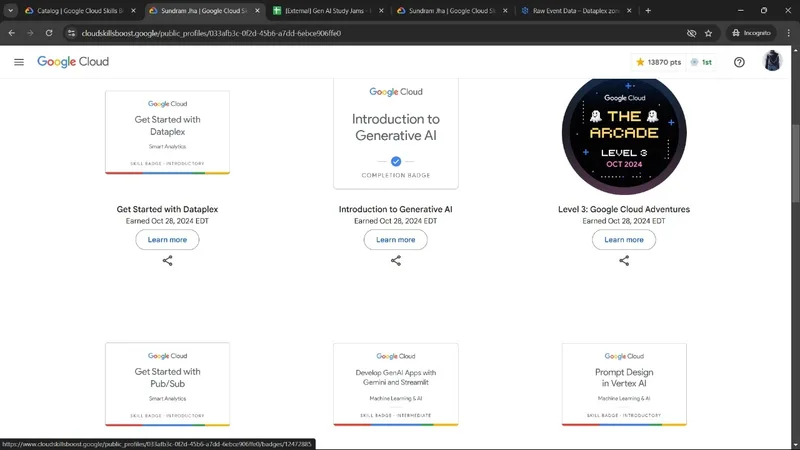 Catalog | Google Cloud Skills B
Sundram Jha | Google Cloud Sk
[External] Gen AI Study Jams -
Sundram Jha | Google Cloud Sk
Raw Event Data – Dataplex zon
cloudskillsboost.google/public_profiles/033afb3c-0f2d-45b6-a7dd-6ebce906ffe0
Incognito
Google Cloud
13870 pts
1st
Google Cloud
Get Started with
Dataplex
Smart Analytics
SKILL BADGE · INTRODUCTORY
Google Cloud
Introduction to
Generative AI
COMPLETION BADGE
Google Cloud
THE
ARCADE
LEVEL 3
OCT 2024
Get Started with Dataplex
Earned Oct 28, 2024 EDT
Learn more
Introduction to Generative AI
Earned Oct 28, 2024 EDT
Learn more
Level 3: Google Cloud Adventures
Earned Oct 28, 2024 EDT
Learn more
Google Cloud
Get Started with
Pub/Sub
Smart Analytics
SKILL BADGE · INTRODUCTORY
Google Cloud
Develop GenAI Apps with
Gemini and Streamlit
Machine Learning & AI
SKILL BADGE · INTERMEDIATE
Google Cloud
Prompt Design
in Vertex AI
Machine Learning & AI
SKILL BADGE · INTRODUCTORY
https://www.cloudskillsboost.google/public_profiles/033afb3c-0f2d-45b6-a7dd-6ebce906ffe0/badges/12472885